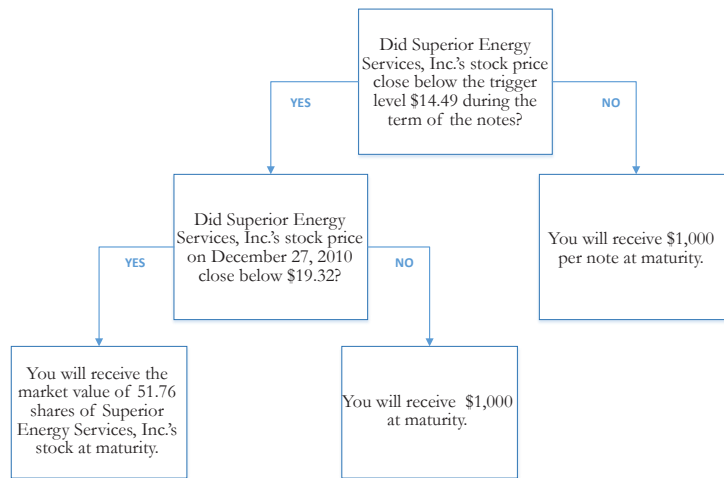 Did Superior Energy
Services, Inc.'s stock price
close below the trigger
level $14.49 during the
term of the notes?
YES
NO
Did Superior Energy
Services, Inc.'s stock price
on December 27, 2010
close below $19.32?
You will receive $1,000
per note at maturity.
YES
NO
You will receive the
market value of 51.76
shares of Superior
Energy Services, Inc.'s
stock at maturity.
You will receive $1,000
at maturity.